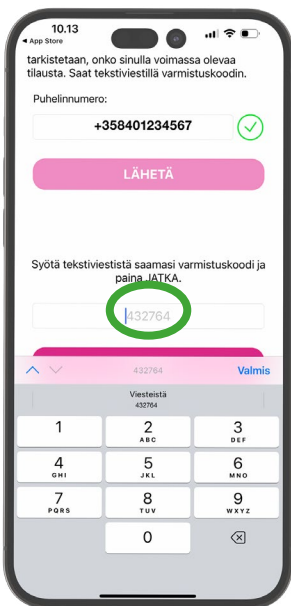 10.13
App Store
tarkistetaan, onko sinulla voimassa olevaa
tilausta. Saat tekstiviestillä varmistuskoodin.
Puhelinnumero:
+358401234567
LÄHETÄ
Syötä tekstiviestistä saamasi varmistuskoodi ja
paina JATKA.
432764
432764
Valmis
Viesteistä
432764
1
2
3
ABC
DEF
4
5
6
GHI
JKL
MNO
7
8
9
PQRS
TUV
WXYZ
0